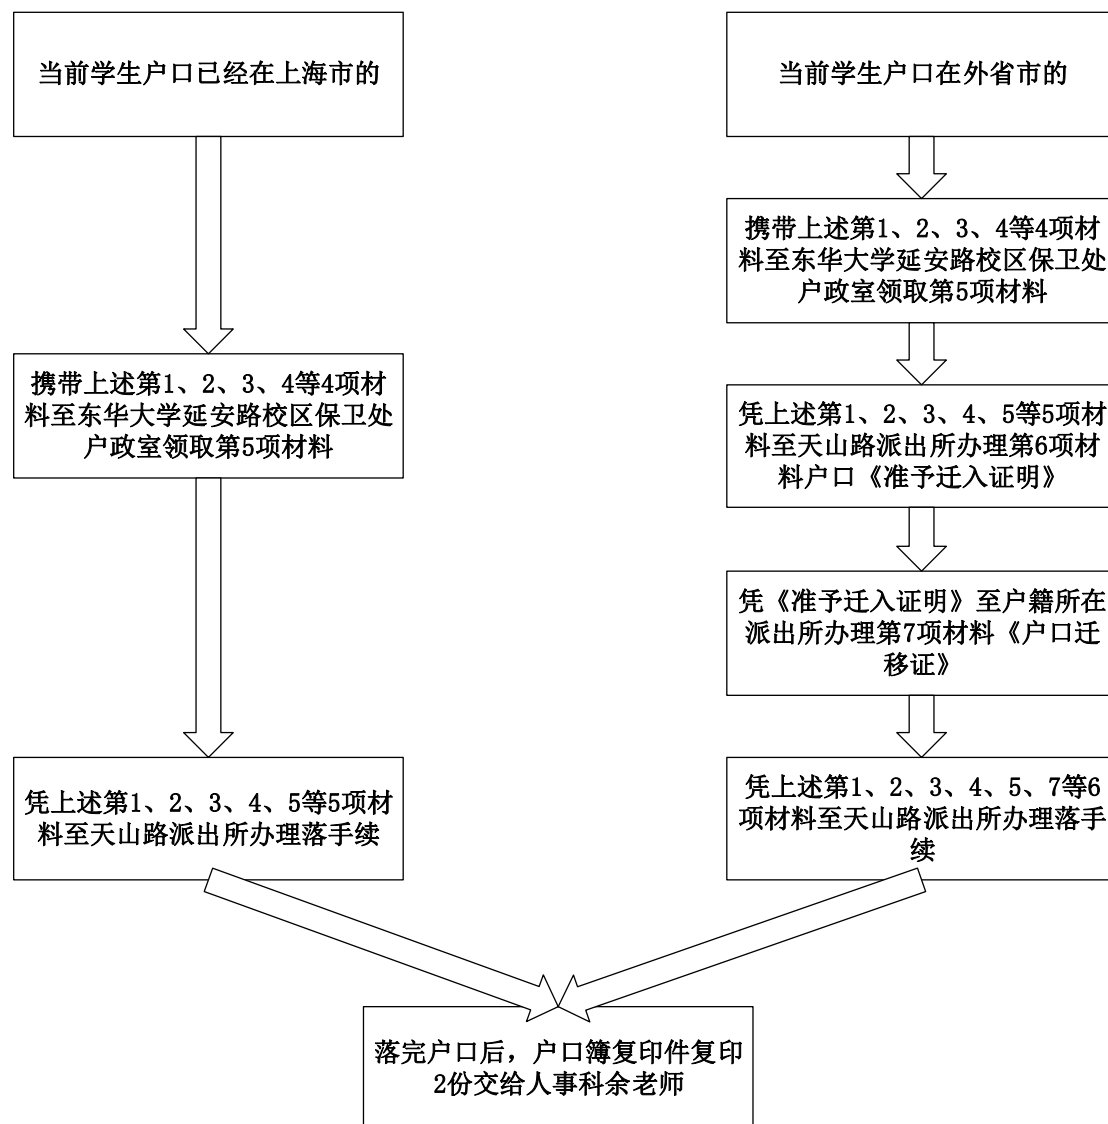 当前学生户口已经在上海市的
携带上述第1、2、3、4等4项材
料至东华大学延安路校区保卫处
户政室领取第5项材料
凭上述第1、2、3、4、5等5项材
料至天山路派出所办理落手续
当前学生户口在外省市的
携带上述第1、2、3、4等4项材
料至东华大学延安路校区保卫处
户政室领取第5项材料
凭上述第1、2、3、4、5等5项材
料至天山路派出所办理第6项材
料户口《准予迁入证明》
凭《准予迁入证明》至户籍所在
派出所办理第7项材料《户口迁
移证》
凭上述第1、2、3、4、5、7等6
项材料至天山路派出所办理落手
续
落完户口后，户口簿复印件复印
2份交给人事科余老师